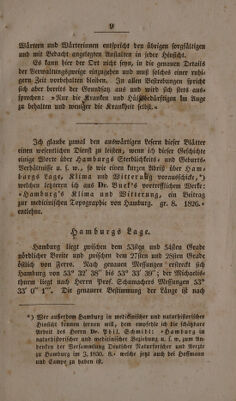 9
Wärtern und Wärterinnen entspricht den übrigen sorgfältigen
und mit Bedacht angelegten Anstalten in jeder Hinsicht.
Es kann hier der Ort nicht seyn, in die genauen Details
der Verwaltungszweige einzugehen und muß solches einer ruhi-
gern Zeit vorbehalten bleiben. In allen Bestrebungen spricht
sich aber bereits der Grundsatz aus und wird sich stets aus-
sprechen: »Nur die Kranken und Hülfsbedürftigen im Auge
zu behalten und weniger die Krankheit selbst.«
Ich glaube zumal den auswärtigen Lesern dieser Blätter
einen wesentlichen Dienst zu leisten, wenn ich dieser Geschichte
einige Worte über Hamburgs Sterblichkeits- und Geburts-
Verhältnisse u. s. w. so wie einen kurzen Abriß über Ham-
burgs Lage, Klima und Witterung vorausschicke, *)
welchen letzteren ich aus Dr. Buek's vortrefflichem Werke:
»Hamburg's Klima und Witterung, ein Beitrag
zur medicinischen Topographie von Hamburg. gr. 8. 1826.«
entlehne.
Hamburgs Lage.
Hamburg liegt zwischen dem 53sten und 54sten Grade
nördlicher Breite und zwischen dem 27sten und 28sten Grade
östlich von Ferro. Nach genauen Messungen erstreckt sich
Hamburg von 53° 32' 38" bis 53° 33' 39"; der Michaelis-
thurm liegt nach Herrn Prof. Schumachers Messungen 53°
33' 0" 1'''. Die genauere Bestimmung der Länge ist nach
*) Wer außerdem Hamburg in medicinischer und naturhistorischer
Hinsicht kennen lernen will, dem empfehle ich die schätzbare
Arbeit des Herrn Dr. Phil. Schmidt: »Hamburg in
naturhistorischer und medicinischer Beziehung u. s. w. zum An-
denken der Versammlung Deutscher Naturforscher und Aerzte
zu Hamburg im S. 1830. 8.« welche jetzt auch bei Hoffmann
und Campe zu haben ist.